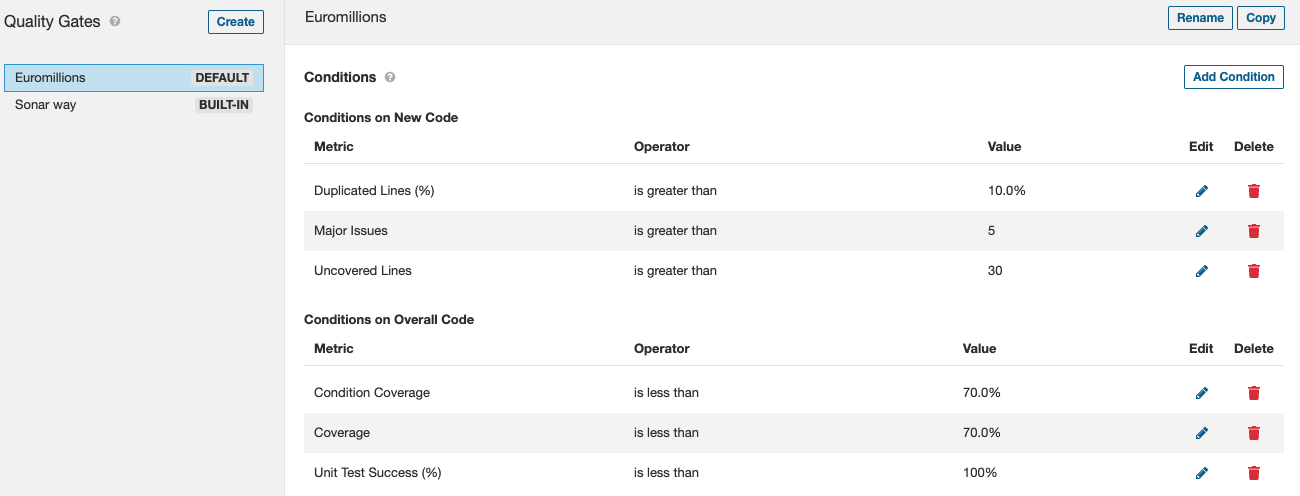 Quality Gates ?
Create
Euromillions DEFAULT
Sonar way BUILT-IN
Euromillions
Rename Copy
Conditions ?
Add Condition
Conditions on New Code
Metric Operator Value Edit Delete
Duplicated Lines (%) is greater than 10.0%
Major Issues is greater than 5
Uncovered Lines is greater than 30
Conditions on Overall Code
Metric Operator Value Edit Delete
Condition Coverage is less than 70.0%
Coverage is less than 70.0%
Unit Test Success (%) is less than 100%